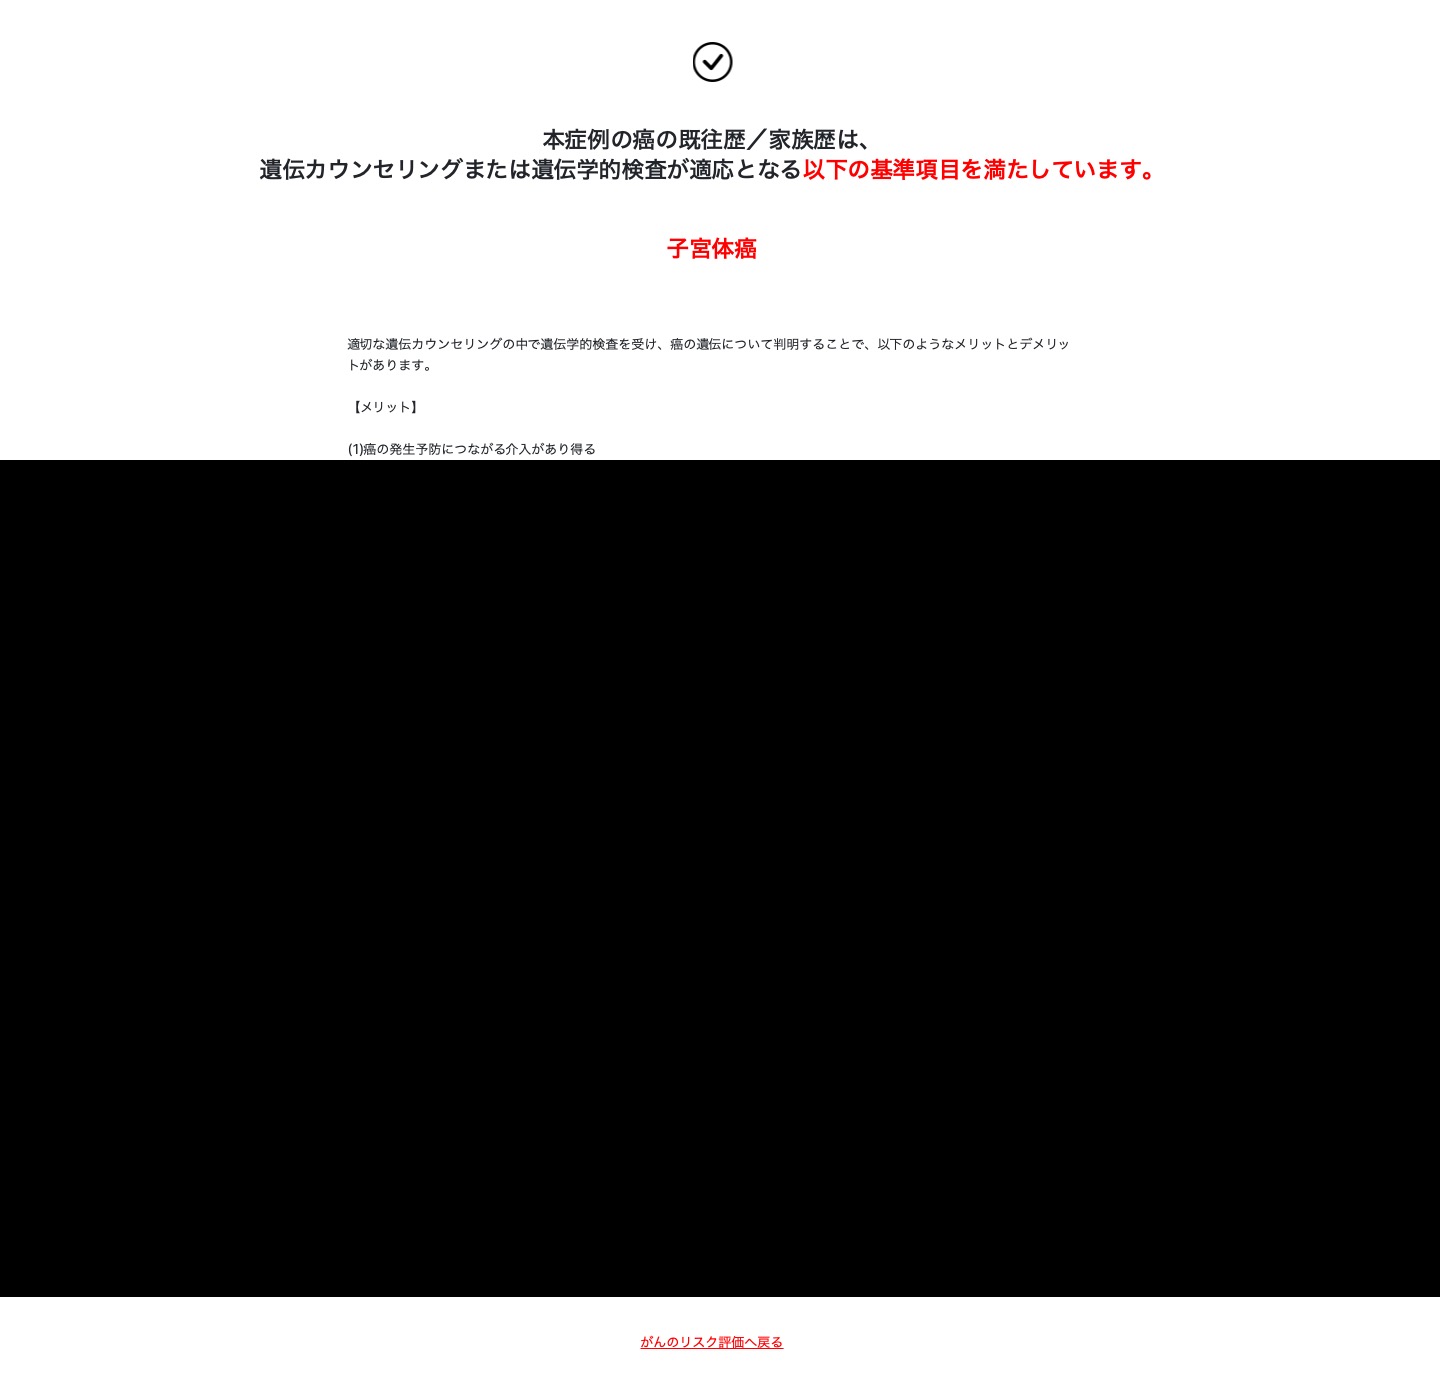 本症例の癌の既往歴／家族歴は、
遺伝カウンセリングまたは遺伝学的検査が適応となる以下の基準項目を満たしています。
子宮体癌
適切な遺伝カウンセリングの中で遺伝学的検査を受け、癌の遺伝について判明することで、以下のようなメリットとデメリッ
トがあります。
【メリット】
(1)癌の発生予防につながる介入があり得る
がんのリスク評価へ戻る